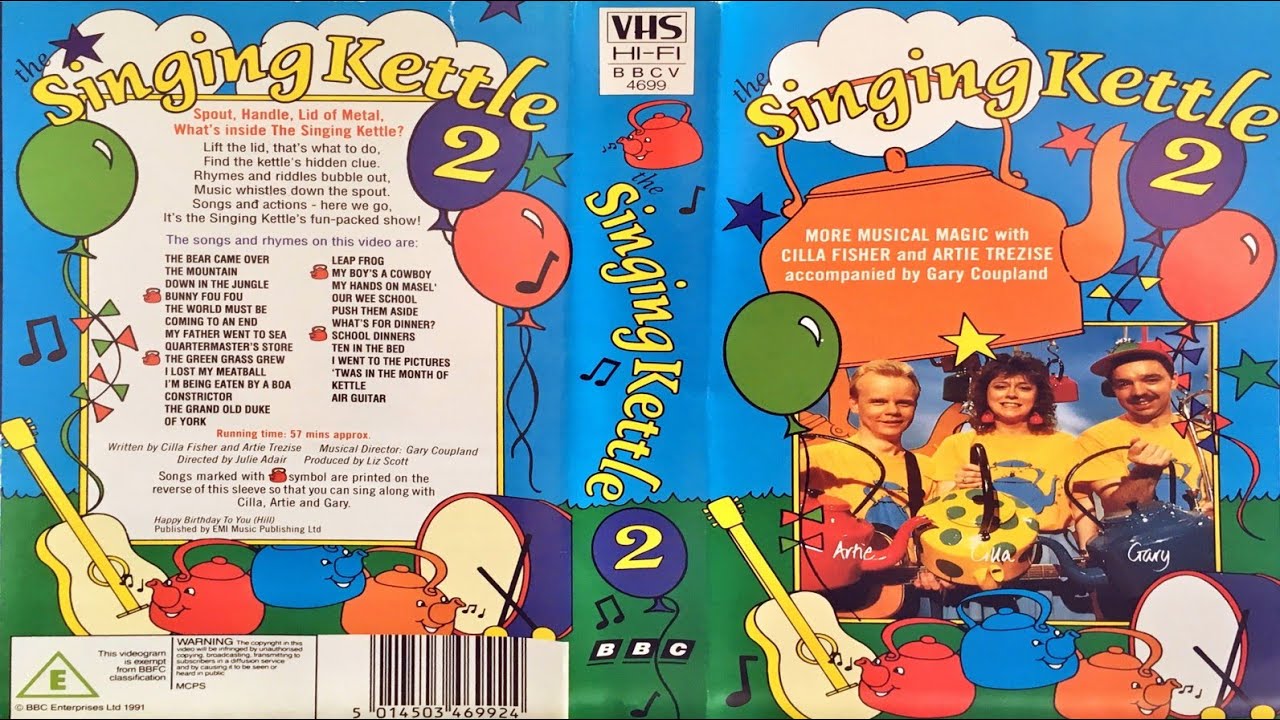 the
Singing Kettle
2
Spout, Handle, Lid of Metal,
What's inside The Singing Kettle?
Lift the lid, that's what to do,
Find the kettle's hidden clue.
Rhymes and riddles bubble out,
Music whistles down the spout.
Songs and actions - here we go,
It's the Singing Kettle's fun-packed show!
The songs and rhymes on this video are:
THE BEAR CAME OVER
THE MOUNTAIN
DOWN IN THE JUNGLE
BUNNY FOU FOU
THE WORLD MUST BE
COMING TO AN END
MY FATHER WENT TO SEA
QUARTERMASTER'S STORE
THE GREEN GRASS GREW
I LOST MY MEATBALL
I'M BEING EATEN BY A BOA
CONSTRICTOR
THE GRAND OLD DUKE
OF YORK
LEAP FROG
MY BOY'S A COWBOY
MY HANDS ON MASEL'
OUR WEE SCHOOL
PUSH THEM ASIDE
WHAT'S FOR DINNER?
SCHOOL DINNERS
TEN IN THE BED
I WENT TO THE PICTURES
'TWAS IN THE MONTH OF
KETTLE
AIR GUITAR
Running time: 57 mins approx.
Written by Cilla Fisher and Artie Trezise Musical Director: Gary Coupland
Directed by Julie Adair Produced by Liz Scott
Songs marked with symbol are printed on the
reverse of this sleeve so that you can sing along with
Cilla, Artie and Gary.
Happy Birthday To You (Hill)
Published by EMI Music Publishing Ltd
E
This videogram
is exempt
from BBFC
classification
WARNING The copyright in this
video will be infringed by unauthorised
copying, broadcasting, transmitting to
subscribers in a diffusion service
and by causing it to be seen or
heard in public
MCPS
© BBC Enterprises Ltd 1991
5 014503 469924
VHS
HI-FI
BBCV
4699
the
Singing Kettle
2
BBC
the
Singing Kettle
2
MORE MUSICAL MAGIC with
CILLA FISHER and ARTIE TREZISE
accompanied by Gary Coupland
Artie
Cilla
Gary